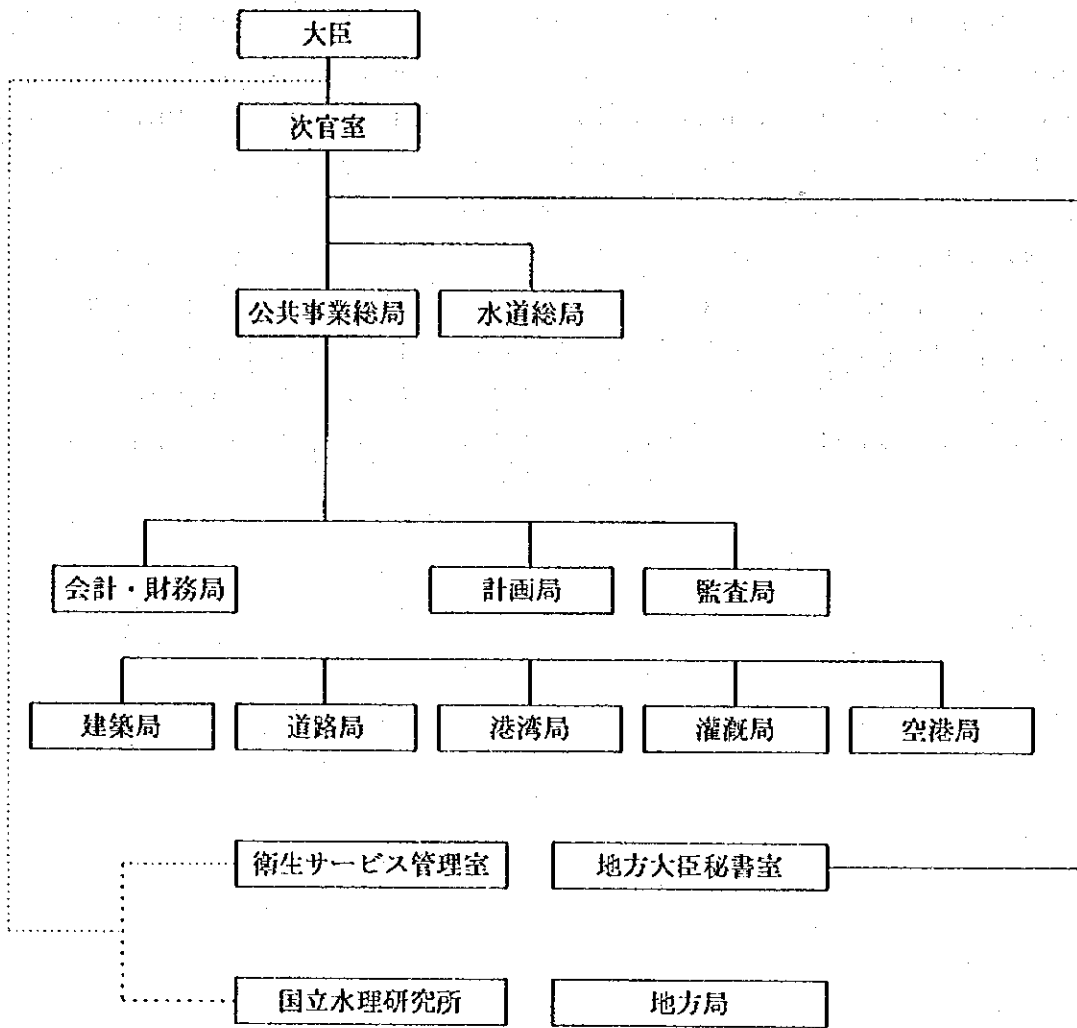 大臣
次官室
公共事業総局
水道総局
会計・財務局
計画局
監査局
建築局
道路局
港湾局
灌漑局
空港局
衛生サービス管理室
地方大臣秘書室
国立水理研究所
地方局